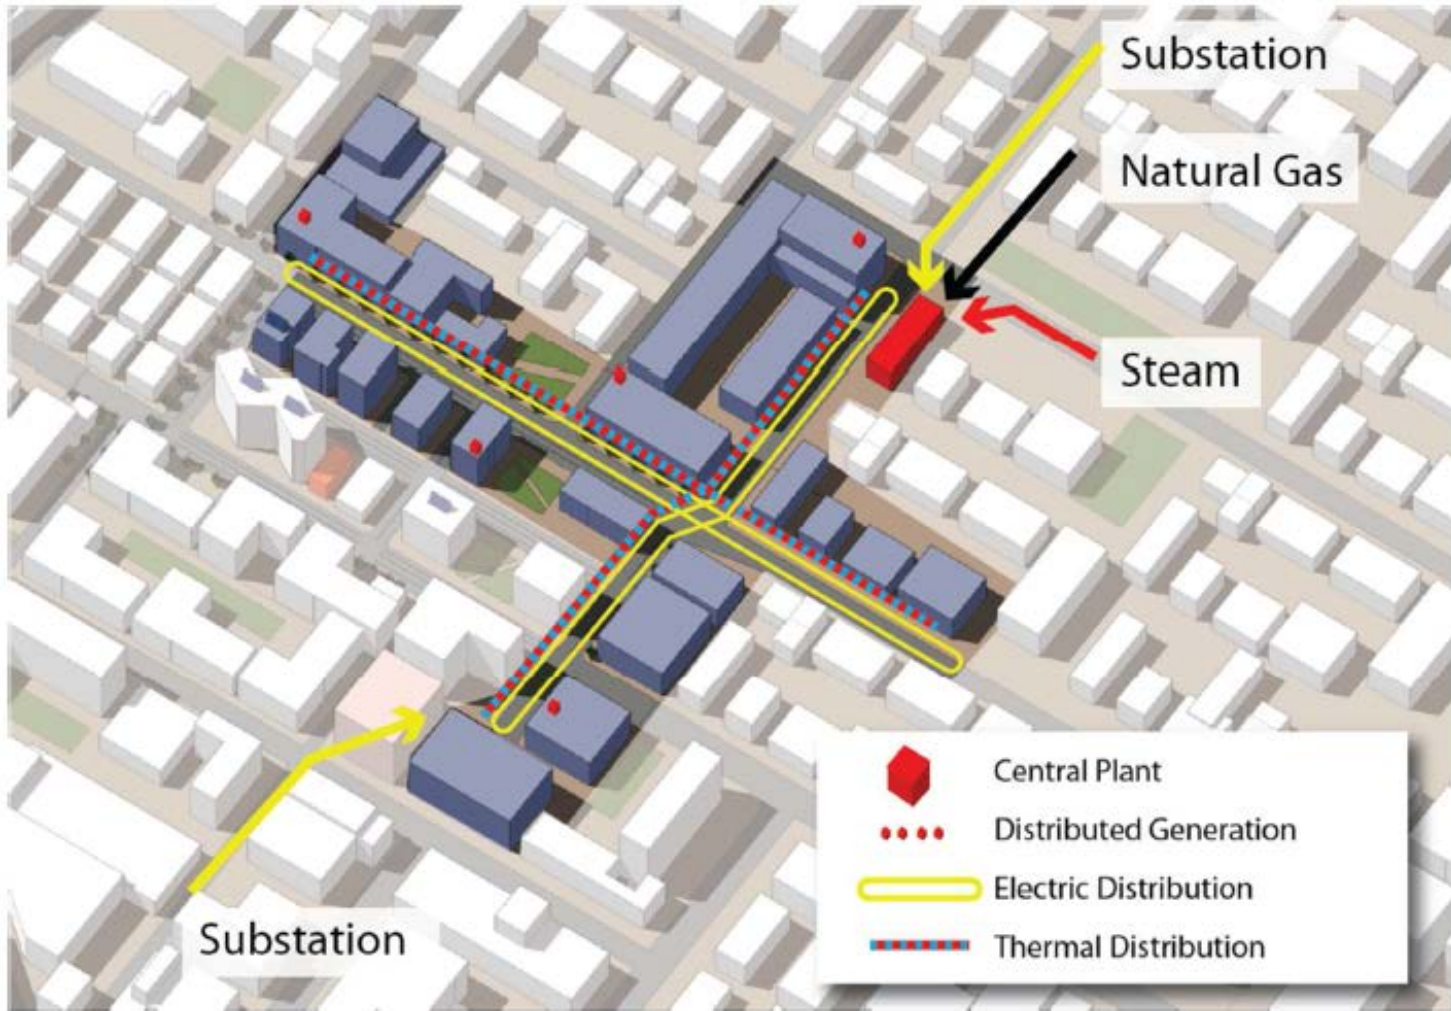 Substation
Natural Gas
Steam
Substation
Central Plant
Distributed Generation
Electric Distribution
Thermal Distribution